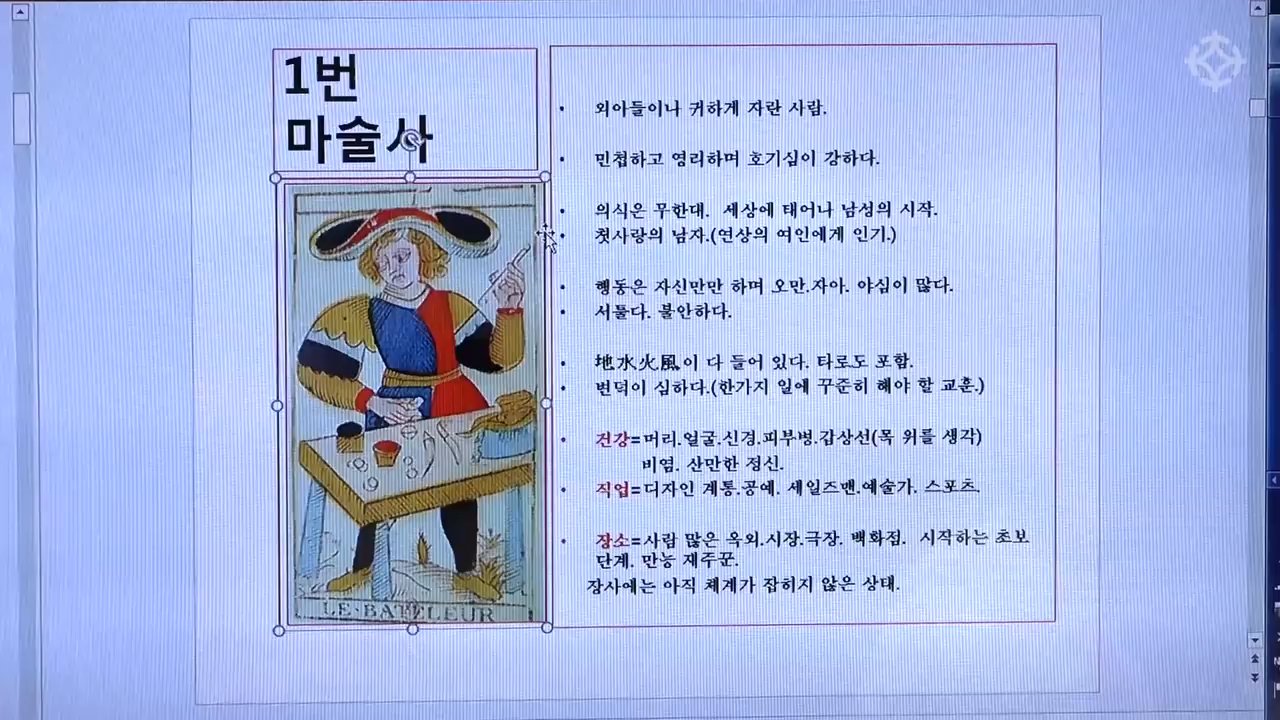 1번
마술사
• 외아들이나 귀하게 자란 사람.
• 민첩하고 영리하며 호기심이 강하다.
• 의식은 무한대. 세상에 태어나 남성의 시작.
• 첫사랑의 남자.(연상의 여인에게 인기.)
• 행동은 자신만만 하며 오만.자아. 야심이 많다.
• 서툴다. 불안하다.
• 地水火風이 다 들어 있다. 타로도 포함.
• 변덕이 심하다.(한가지 일에 꾸준히 해야 할 교훈.)
• 건강=머리.얼굴.신경.피부병.갑상선(목 위를 생각)
비염. 산만한 정신.
• 직업=디자인 계통.공예. 세일즈맨.예술가. 스포츠.
• 장소=사람 많은 옥외.시장.극장. 백화점. 시작하는 초보
단계. 만능 재주꾼.
장사에는 아직 체계가 잡히지 않은 상태.
LE·BATELEUR